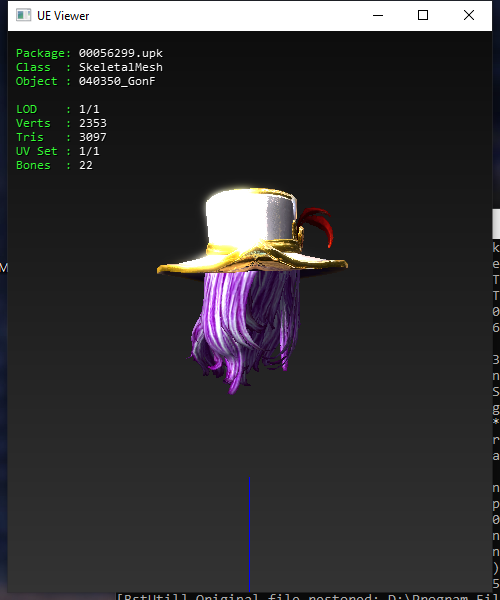 UE Viewer
Package: 00056299.upk
Class : SkeletalMesh
Object : 040350_GonF
LOD : 1/1
Verts : 2353
Tris : 3097
UV Set : 1/1
Bones : 22
M
k
e
T
T
0
6
3
n
S
g
*
r
a
n
p
0
n
n
)
5
[BstUtil] Original file restored: D:\Program Fil